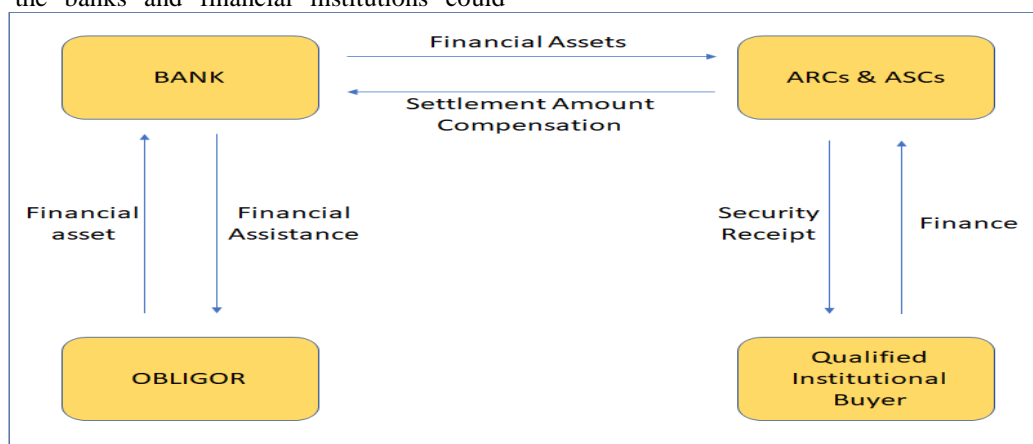 the banks and financial institutions could
Financial Assets
BANK
ARCs & ASCs
Settlement Amount
Compensation
Financial
asset
Financial
Assistance
Security
Receipt
Finance
OBLIGOR
Qualified
Institutional
Buyer